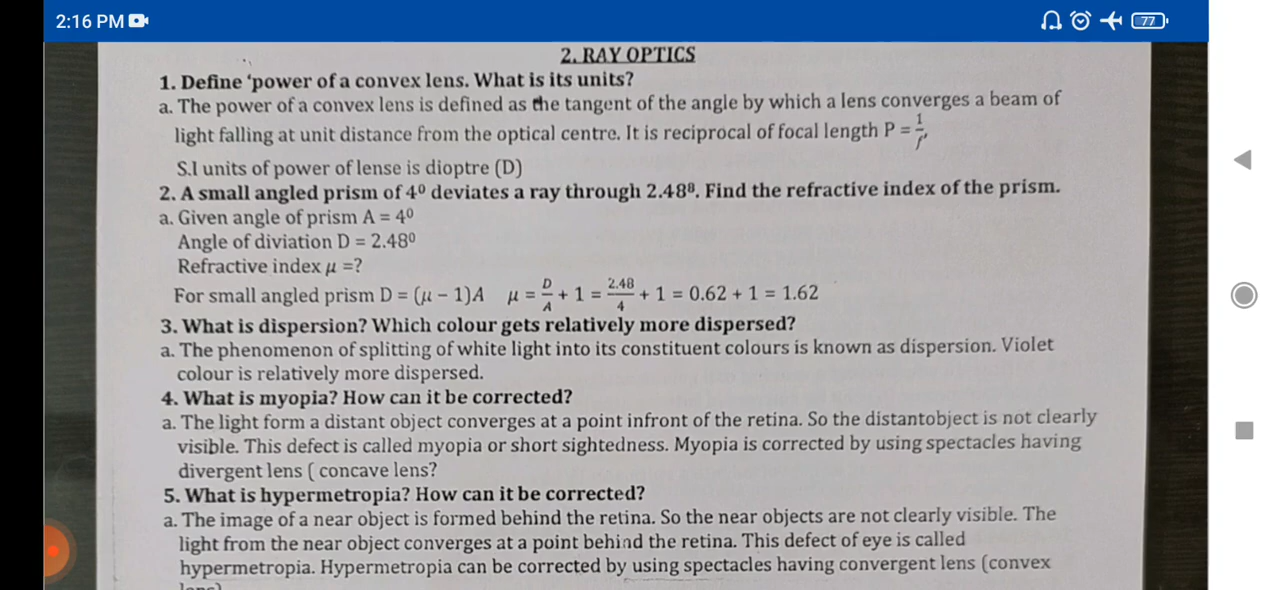 2:16 PM
77
2. RAY OPTICS
1. Define ‘power of a convex lens. What is its units?
a. The power of a convex lens is defined as the tangent of the angle by which a lens converges a beam of
light falling at unit distance from the optical centre. It is reciprocal of focal length P = 1/f,
S.I units of power of lense is dioptre (D)
2. A small angled prism of 4⁰ deviates a ray through 2.48⁸. Find the refractive index of the prism.
a. Given angle of prism A = 4⁰
Angle of diviation D = 2.48⁰
Refractive index μ =?
For small angled prism D = (μ − 1)A μ = D/A + 1 = 2.48/4 + 1 = 0.62 + 1 = 1.62
3. What is dispersion? Which colour gets relatively more dispersed?
a. The phenomenon of splitting of white light into its constituent colours is known as dispersion. Violet
colour is relatively more dispersed.
4. What is myopia? How can it be corrected?
a. The light form a distant object converges at a point infront of the retina. So the distantobject is not clearly
visible. This defect is called myopia or short sightedness. Myopia is corrected by using spectacles having
divergent lens ( concave lens?
5. What is hypermetropia? How can it be corrected?
a. The image of a near object is formed behind the retina. So the near objects are not clearly visible. The
light from the near object converges at a point behind the retina. This defect of eye is called
hypermetropia. Hypermetropia can be corrected by using spectacles having convergent lens (convex